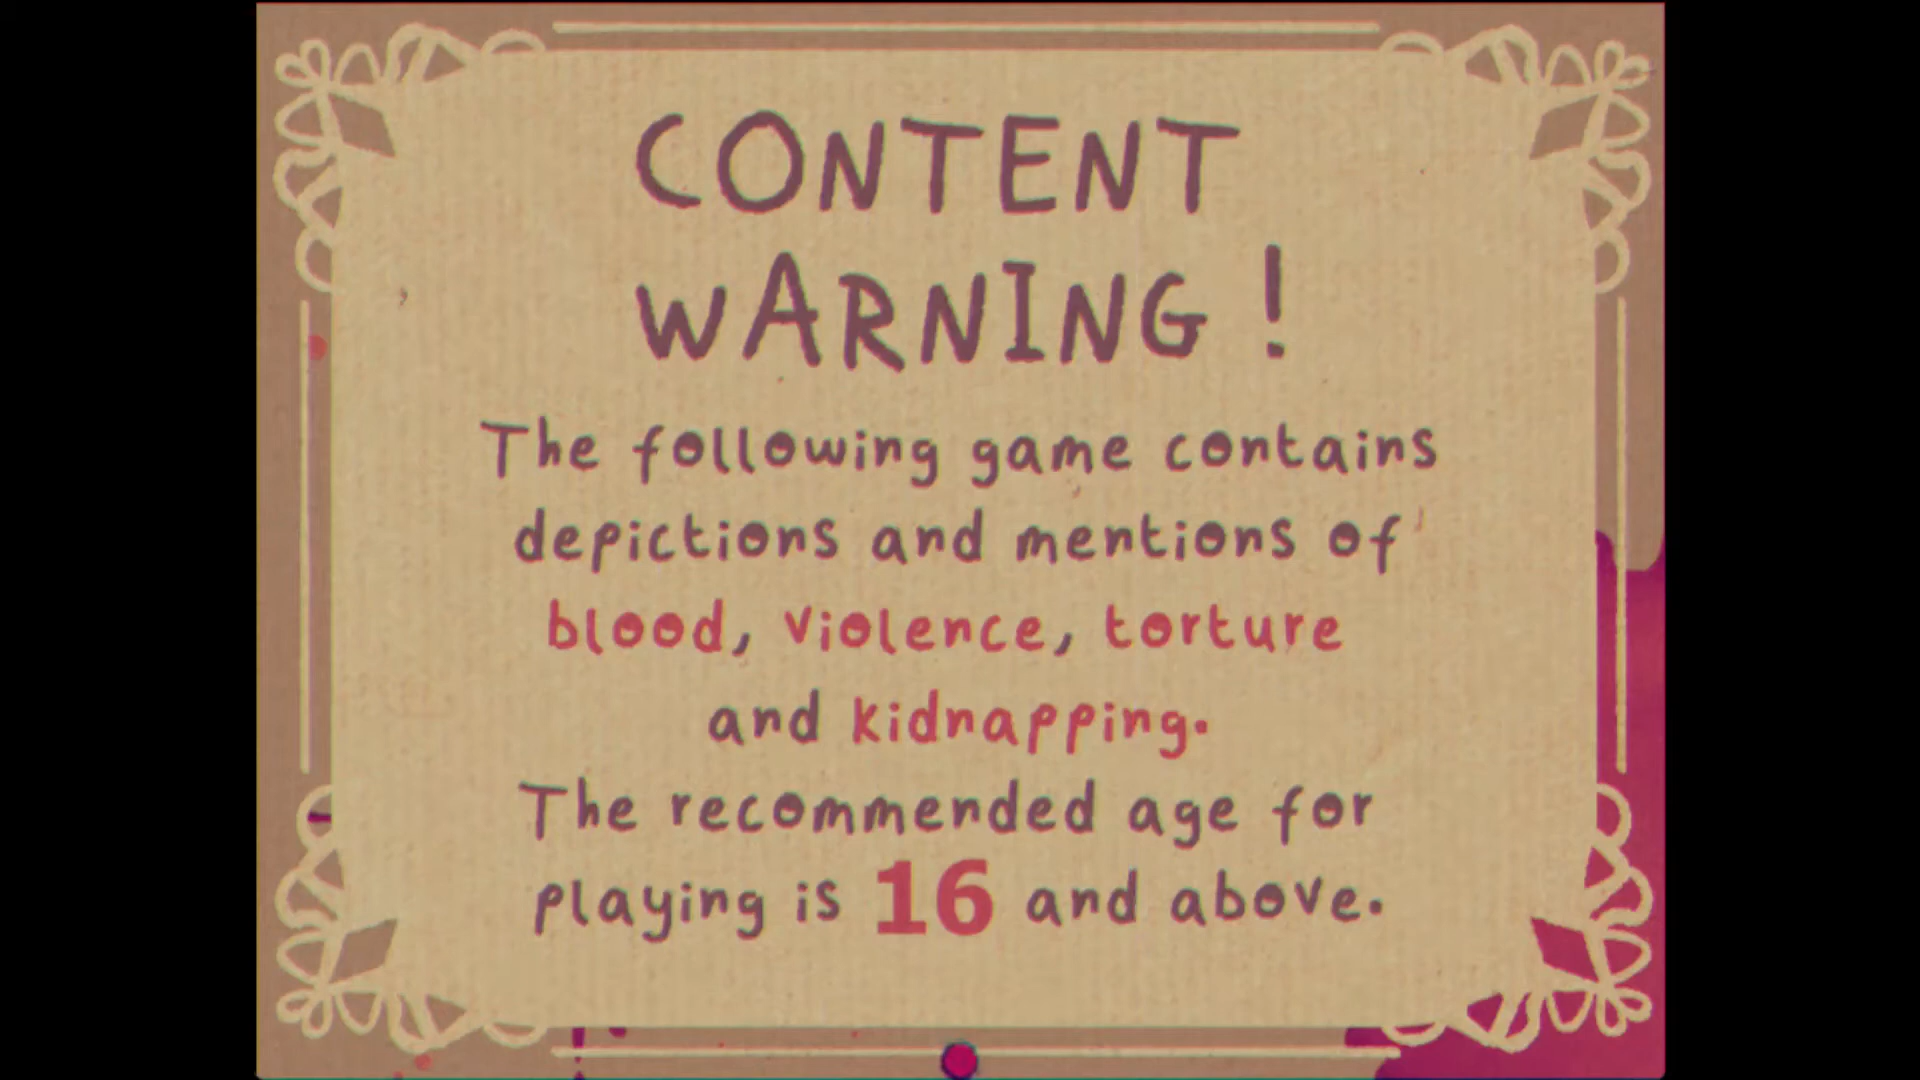 CONTENT
WARNING !
The following game contains
depictions and mentions of
blood, violence, torture
and kidnapping.
The recommended age for
playing is 16 and above.